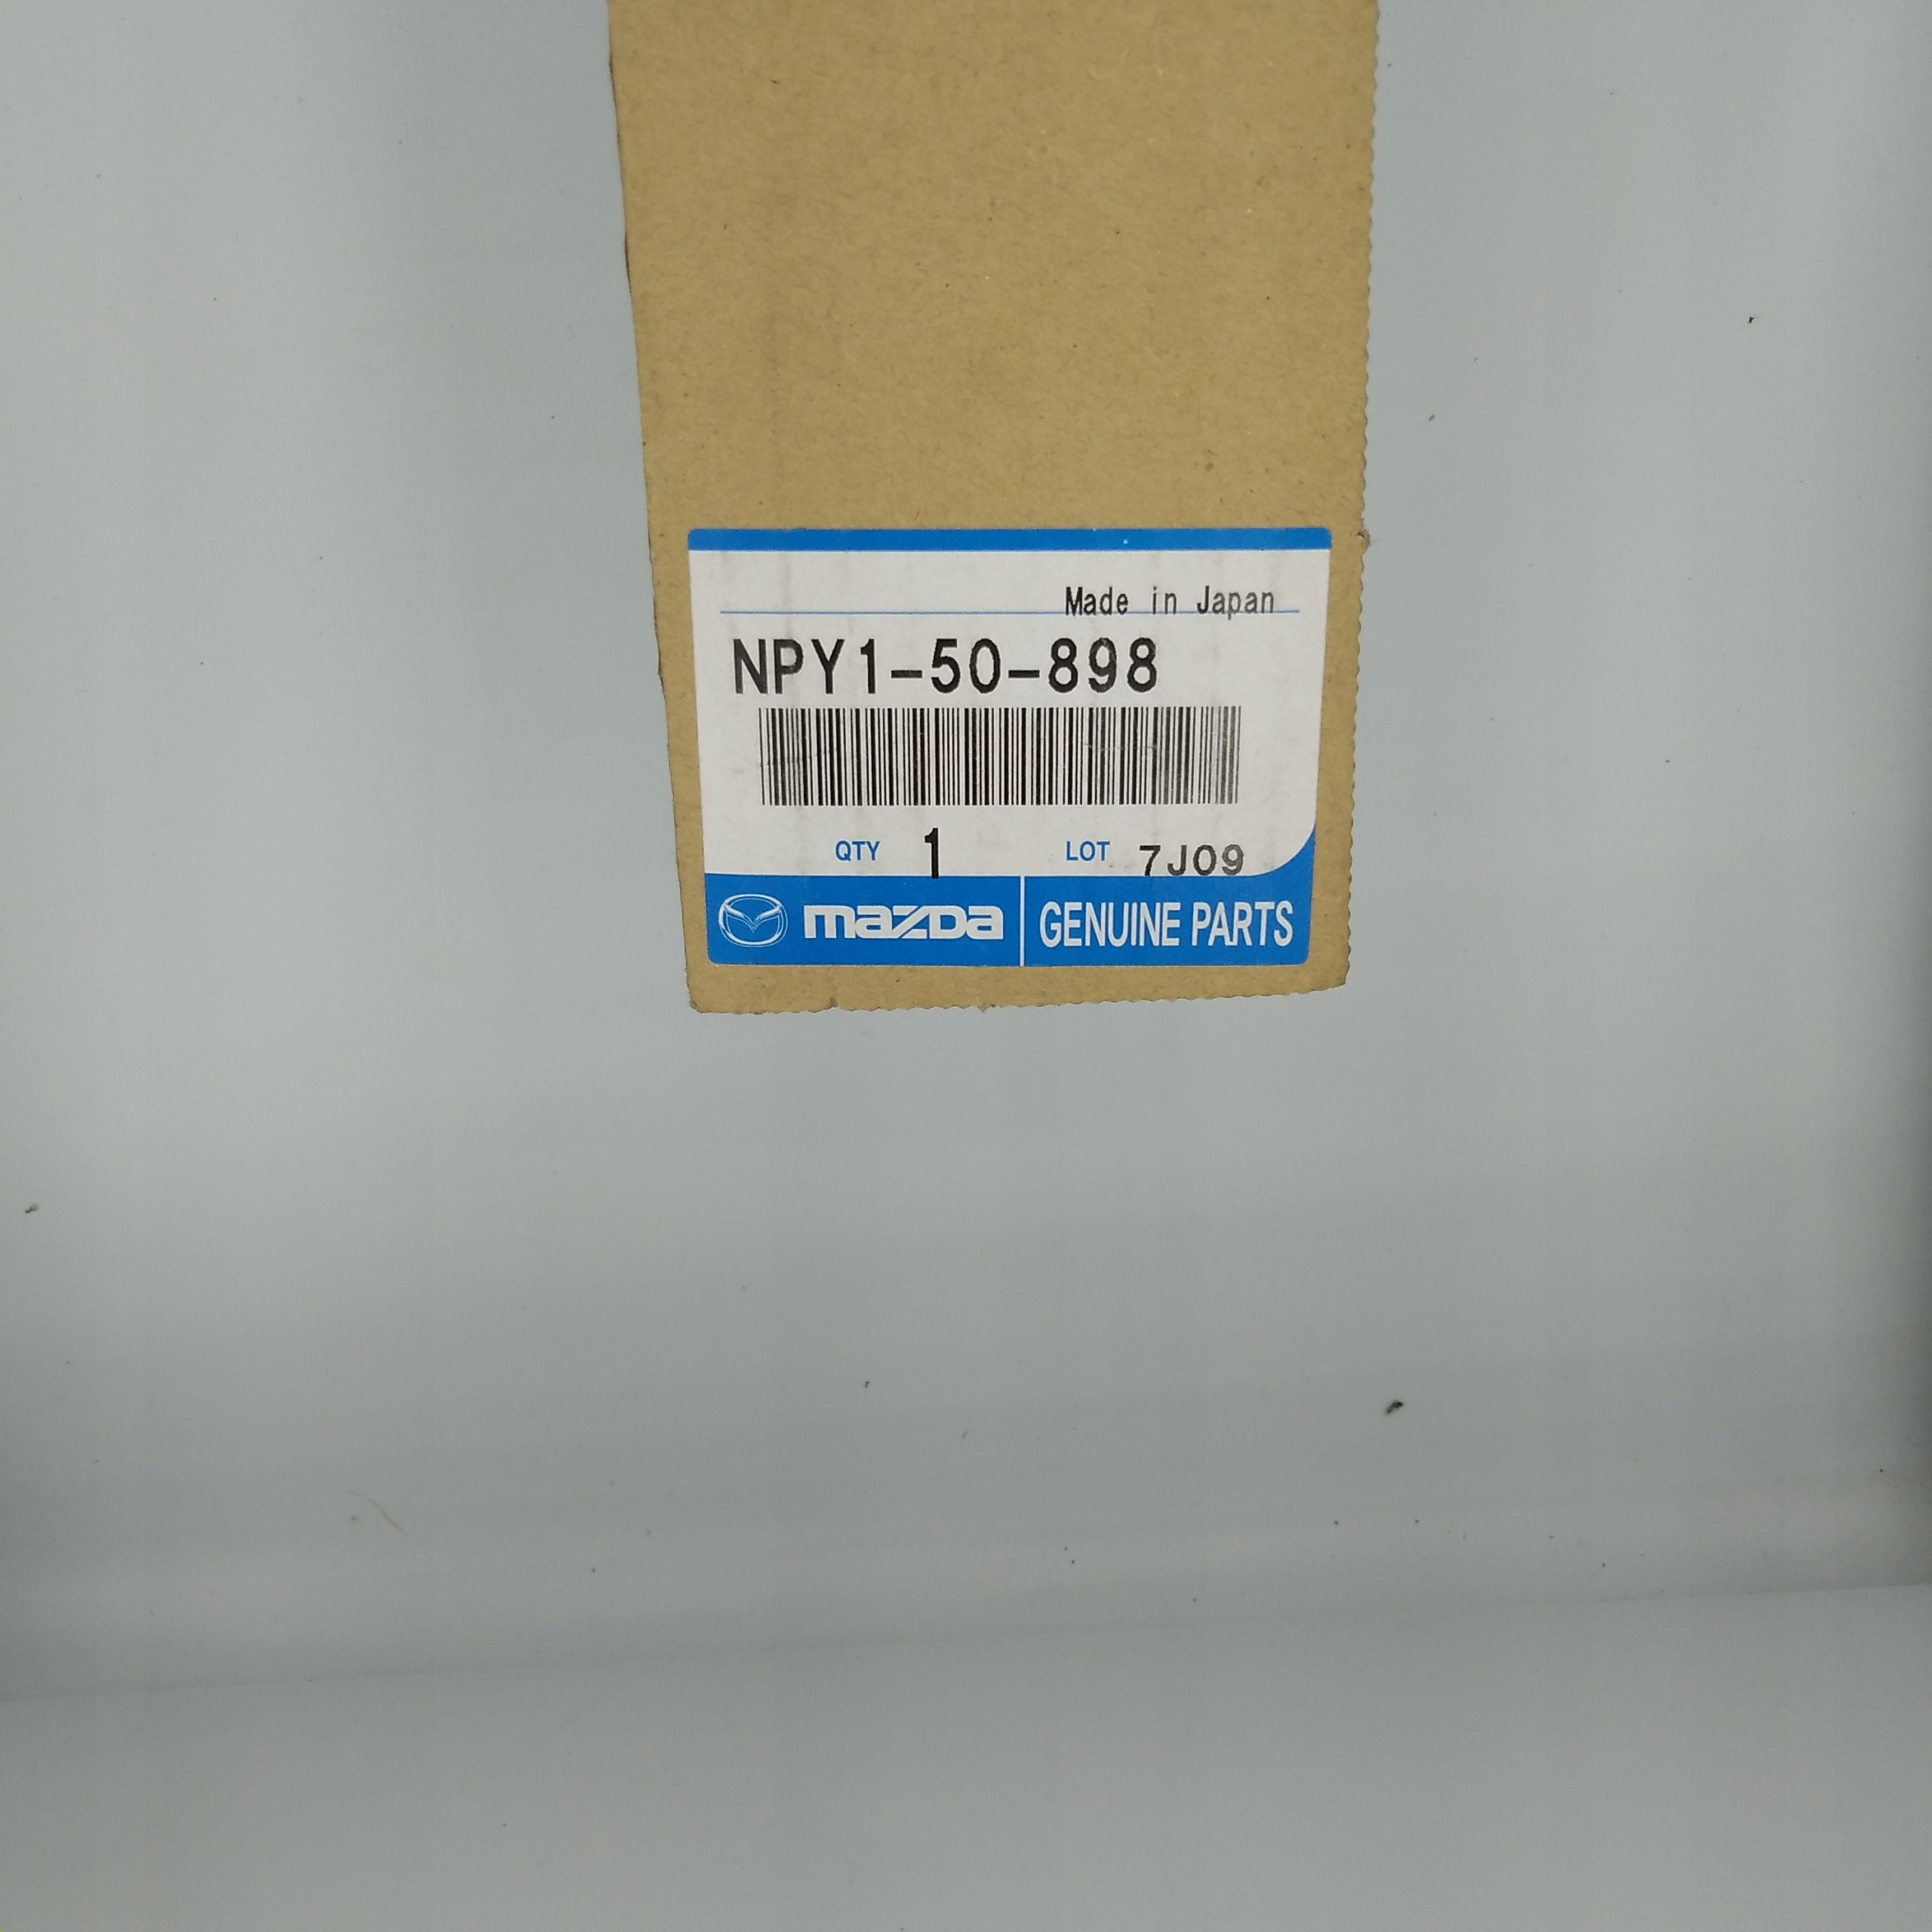 Made in Japan
NPY1-50-898
QTY 1 LOT 7J09
mazDa GENUINE PARTS